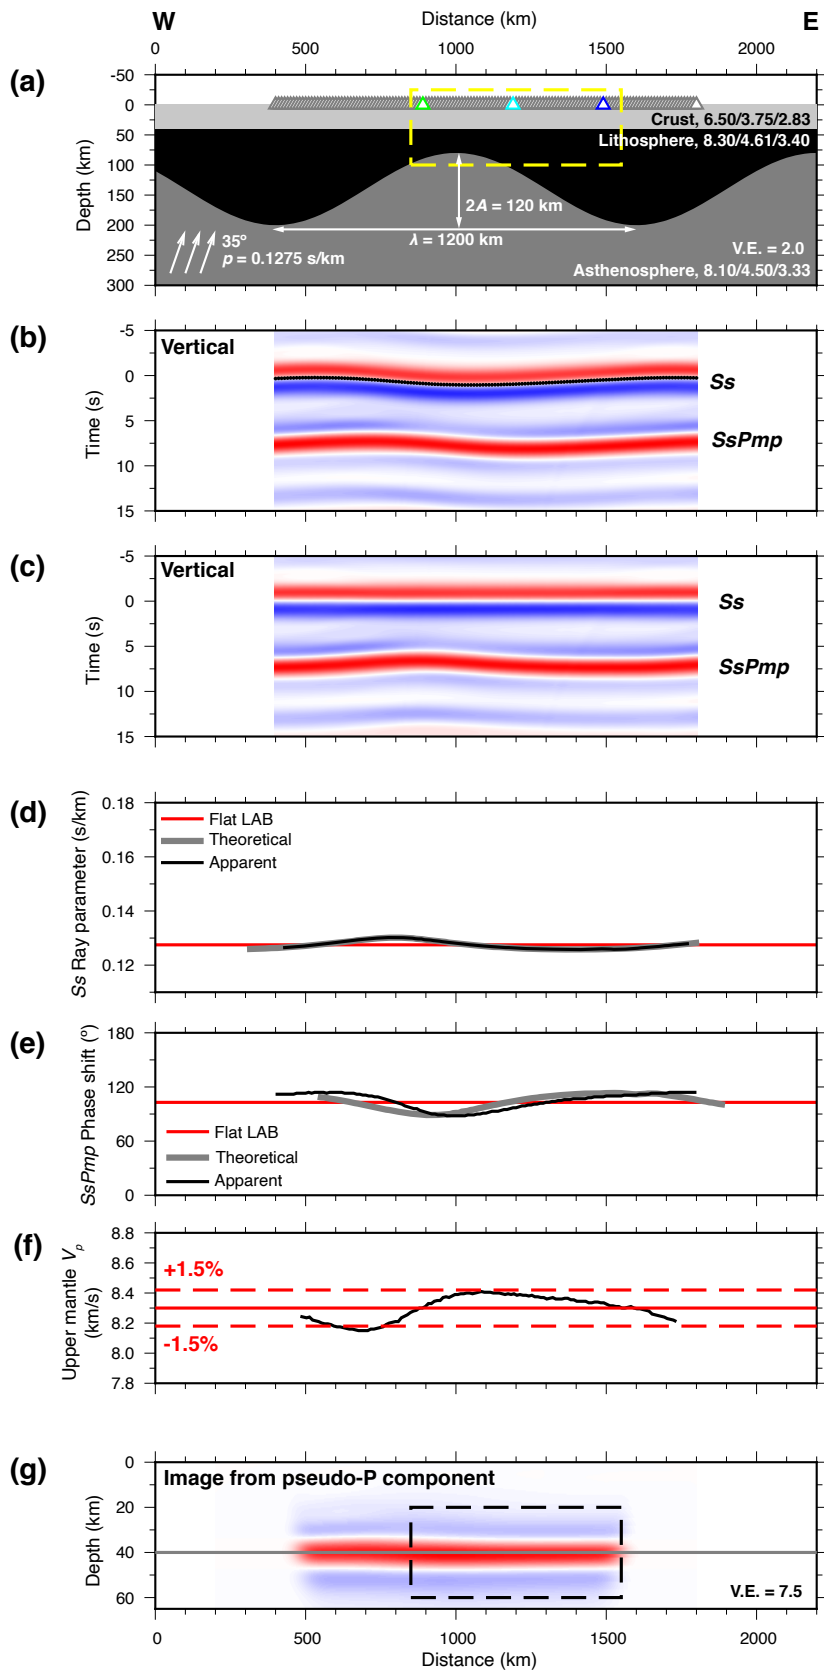 W Distance (km) E
0 500 1000 1500 2000
(a)
-50
0
50
100
150
200
250
300
Depth (km)
Crust, 6.50/3.75/2.83
Lithosphere, 8.30/4.61/3.40
2A = 120 km
λ = 1200 km
35º
p = 0.1275 s/km
V.E. = 2.0
Asthenosphere, 8.10/4.50/3.33
(b)
-5
0
5
10
15
Time (s)
Vertical
Ss
SsPmp
(c)
-5
0
5
10
15
Time (s)
Vertical
Ss
SsPmp
(d)
0.18
0.16
0.14
0.12
Ss Ray parameter (s/km)
Flat LAB
Theoretical
Apparent
(e)
180
120
60
0
SsPmp Phase shift (º)
Flat LAB
Theoretical
Apparent
(f)
8.8
8.6
8.4
8.2
8.0
7.8
Upper mantle Vp
(km/s)
+1.5%
-1.5%
(g)
0
20
40
60
Depth (km)
Image from pseudo-P component
V.E. = 7.5
0 500 1000 1500 2000
Distance (km)